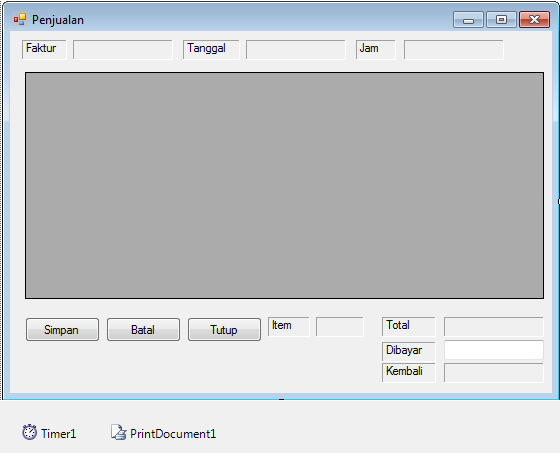 Penjualan
Faktur Tanggal Jam
Simpan Batal Tutup Item Total
Dibayar
Kembali
Timer1 PrintDocument1